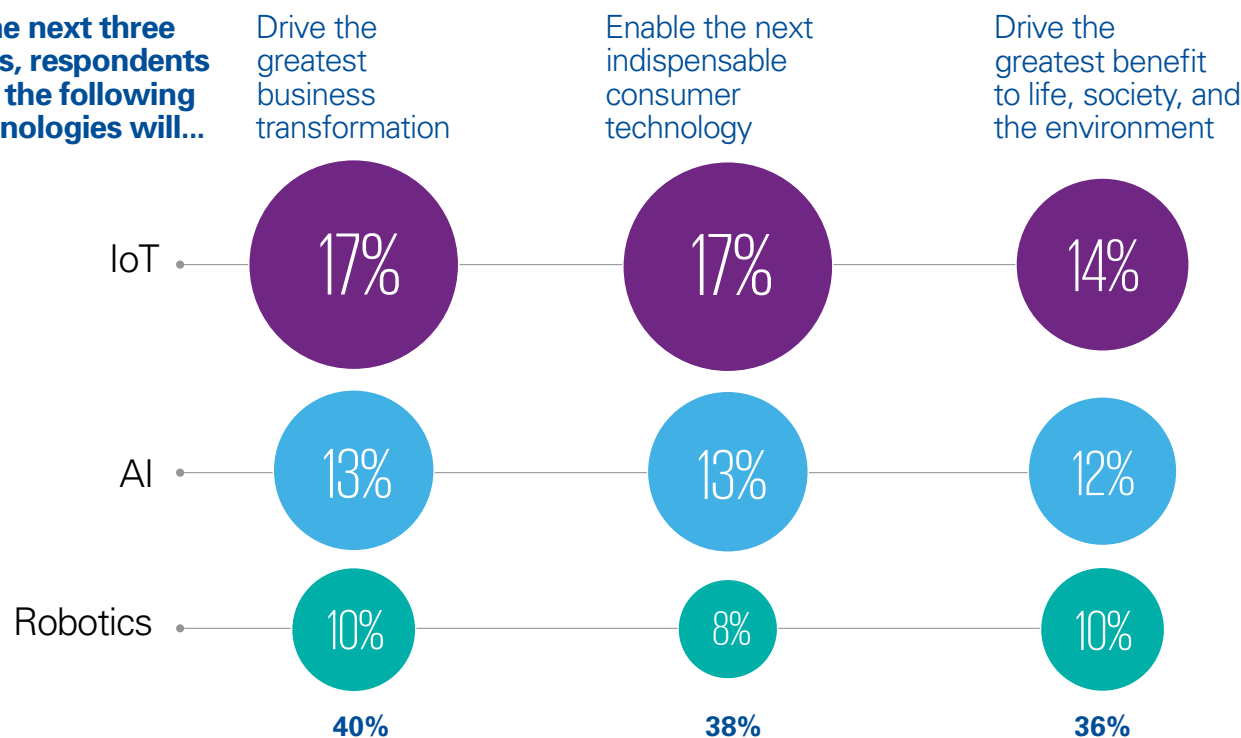 ne next three
s, respondents
the following
nologies will...
Drive the
greatest
business
transformation
Enable the next
indispensable
consumer
technology
Drive the
greatest benefit
to life, society, and
the environment
IoT
17%
17%
14%
AI
13%
13%
12%
Robotics
10%
8%
10%
40%
38%
36%